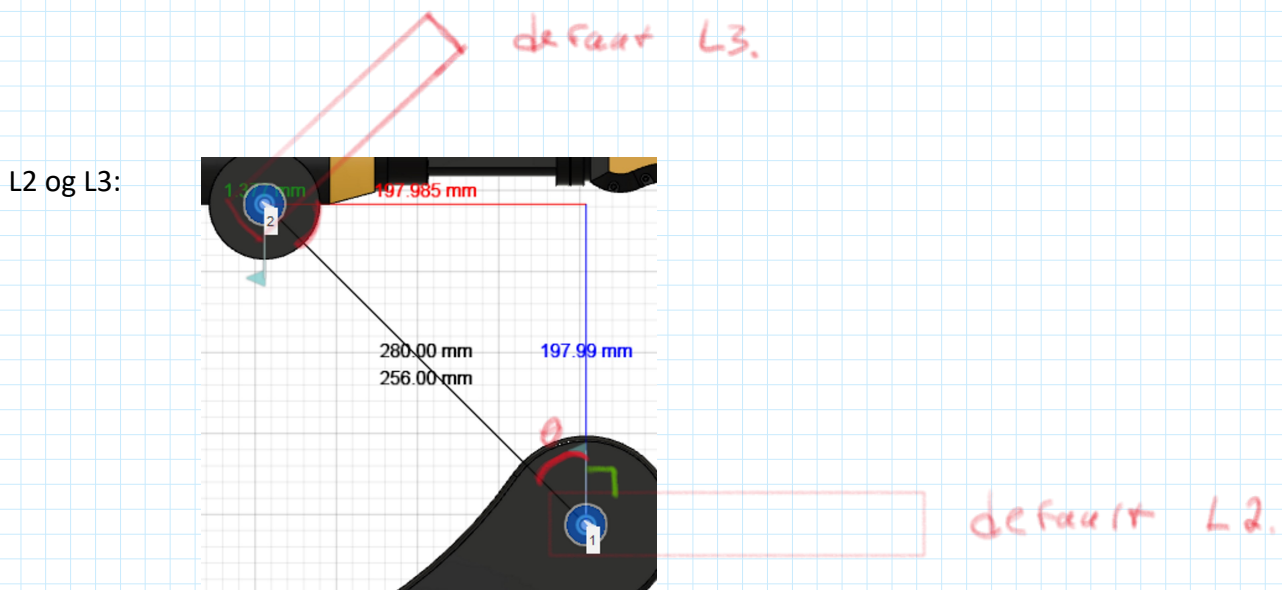 defaut L3.
L2 og L3:
197.985 mm
2
280.00 mm
197.99 mm
256.00 mm
θ
1
default L2.